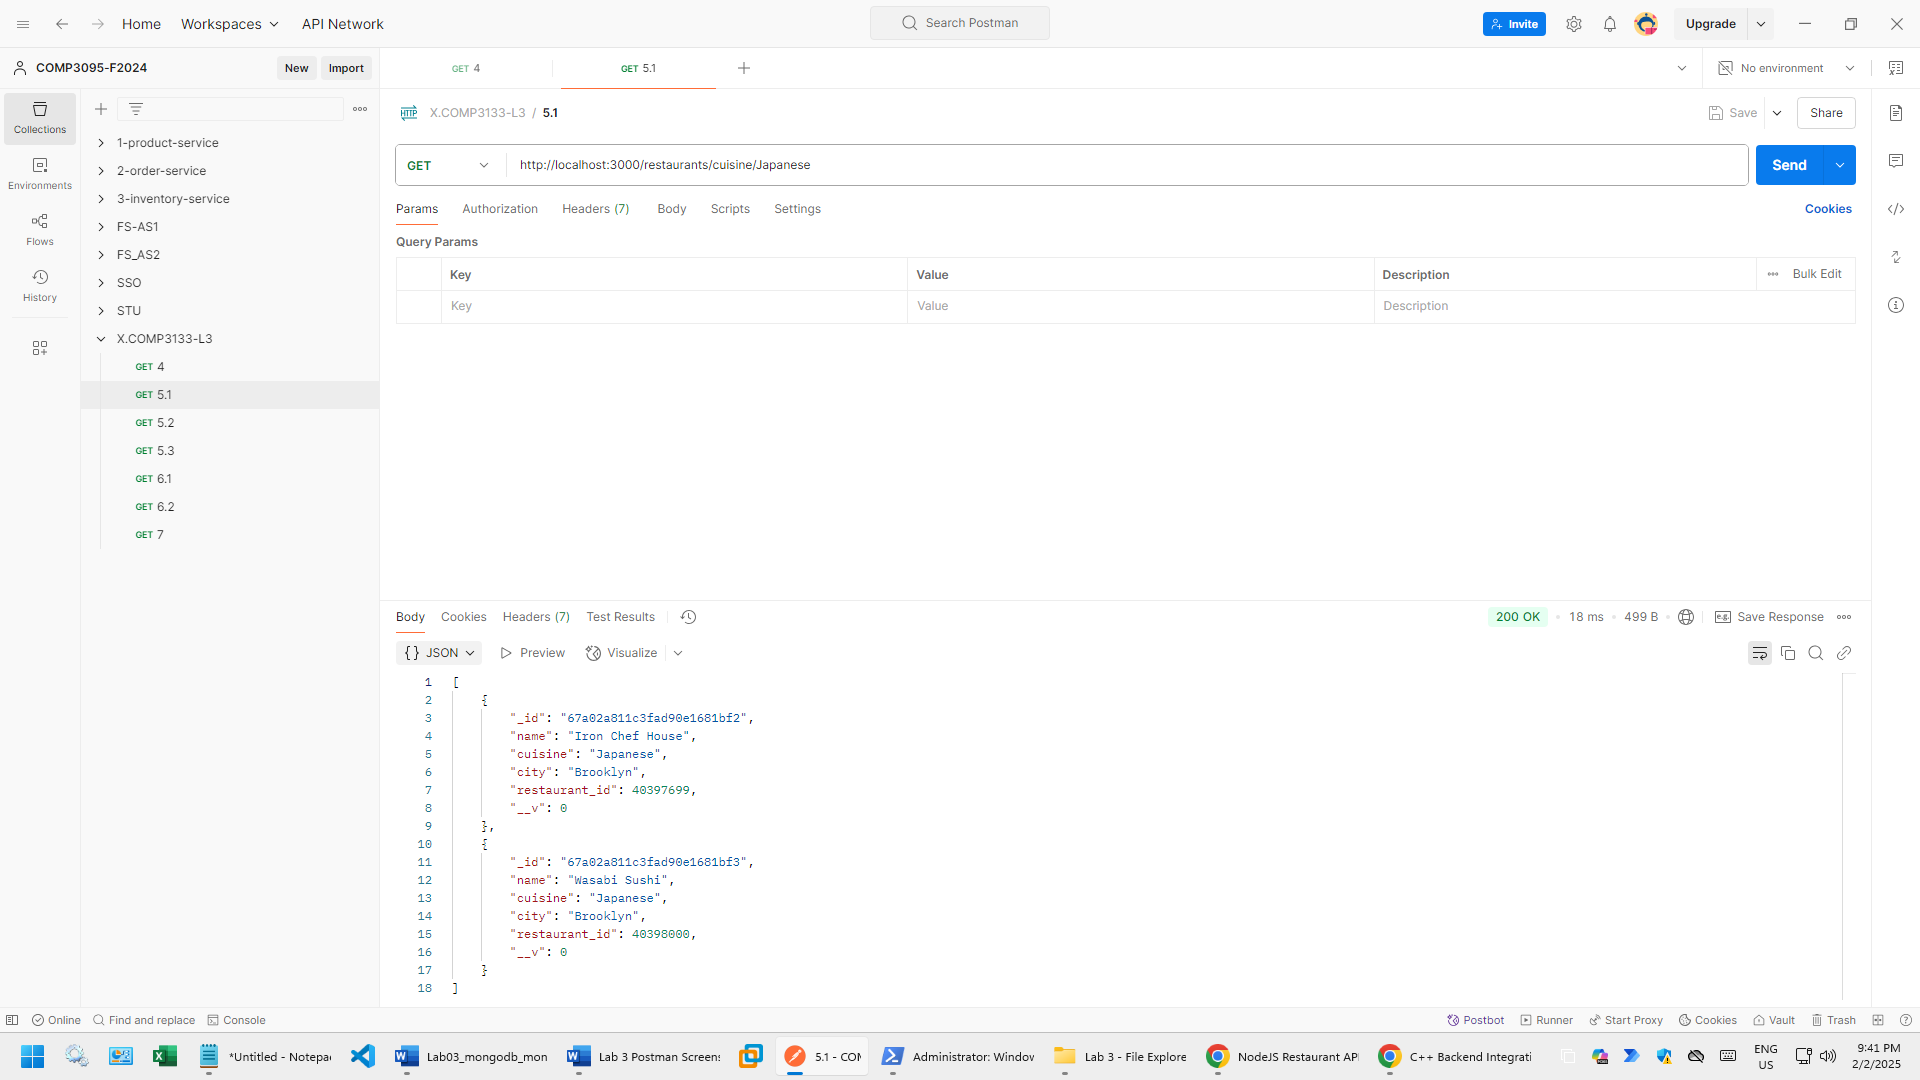 Home
Workspaces
API Network
Search Postman
Invite
Upgrade
COMP3095-F2024
New
Import
GET 4
GET 5.1
No environment
Collections
Environments
Flows
History
1-product-service
2-order-service
3-inventory-service
FS-AS1
FS_AS2
SSO
STU
X.COMP3133-L3
GET 4
GET 5.1
GET 5.2
GET 5.3
GET 6.1
GET 6.2
GET 7
HTTP X.COMP3133-L3 / 5.1
Save
Share
GET http://localhost:3000/restaurants/cuisine/Japanese
Send
Params Authorization Headers (7) Body Scripts Settings
Cookies
Query Params
Key Value Description Bulk Edit
Key Value Description
Body Cookies Headers (7) Test Results
200 OK • 18 ms • 499 B • Save Response
{} JSON Preview Visualize
1 [
2 {
3 "_id": "67a02a811c3fad90e1681bf2",
4 "name": "Iron Chef House",
5 "cuisine": "Japanese",
6 "city": "Brooklyn",
7 "restaurant_id": 40397699,
8 "__v": 0
9 },
10 {
11 "_id": "67a02a811c3fad90e1681bf3",
12 "name": "Wasabi Sushi",
13 "cuisine": "Japanese",
14 "city": "Brooklyn",
15 "restaurant_id": 40398000,
16 "__v": 0
17 }
18 ]
Online Find and replace Console
Postbot Runner Start Proxy Cookies Vault Trash
*Untitled - Notepa Lab03_mongodb_mon Lab 3 Postman Screens 5.1 - COM Administrator: Window Lab 3 - File Explore NodeJS Restaurant API C++ Backend Integrati
ENG
US
9:41 PM
2/2/2025